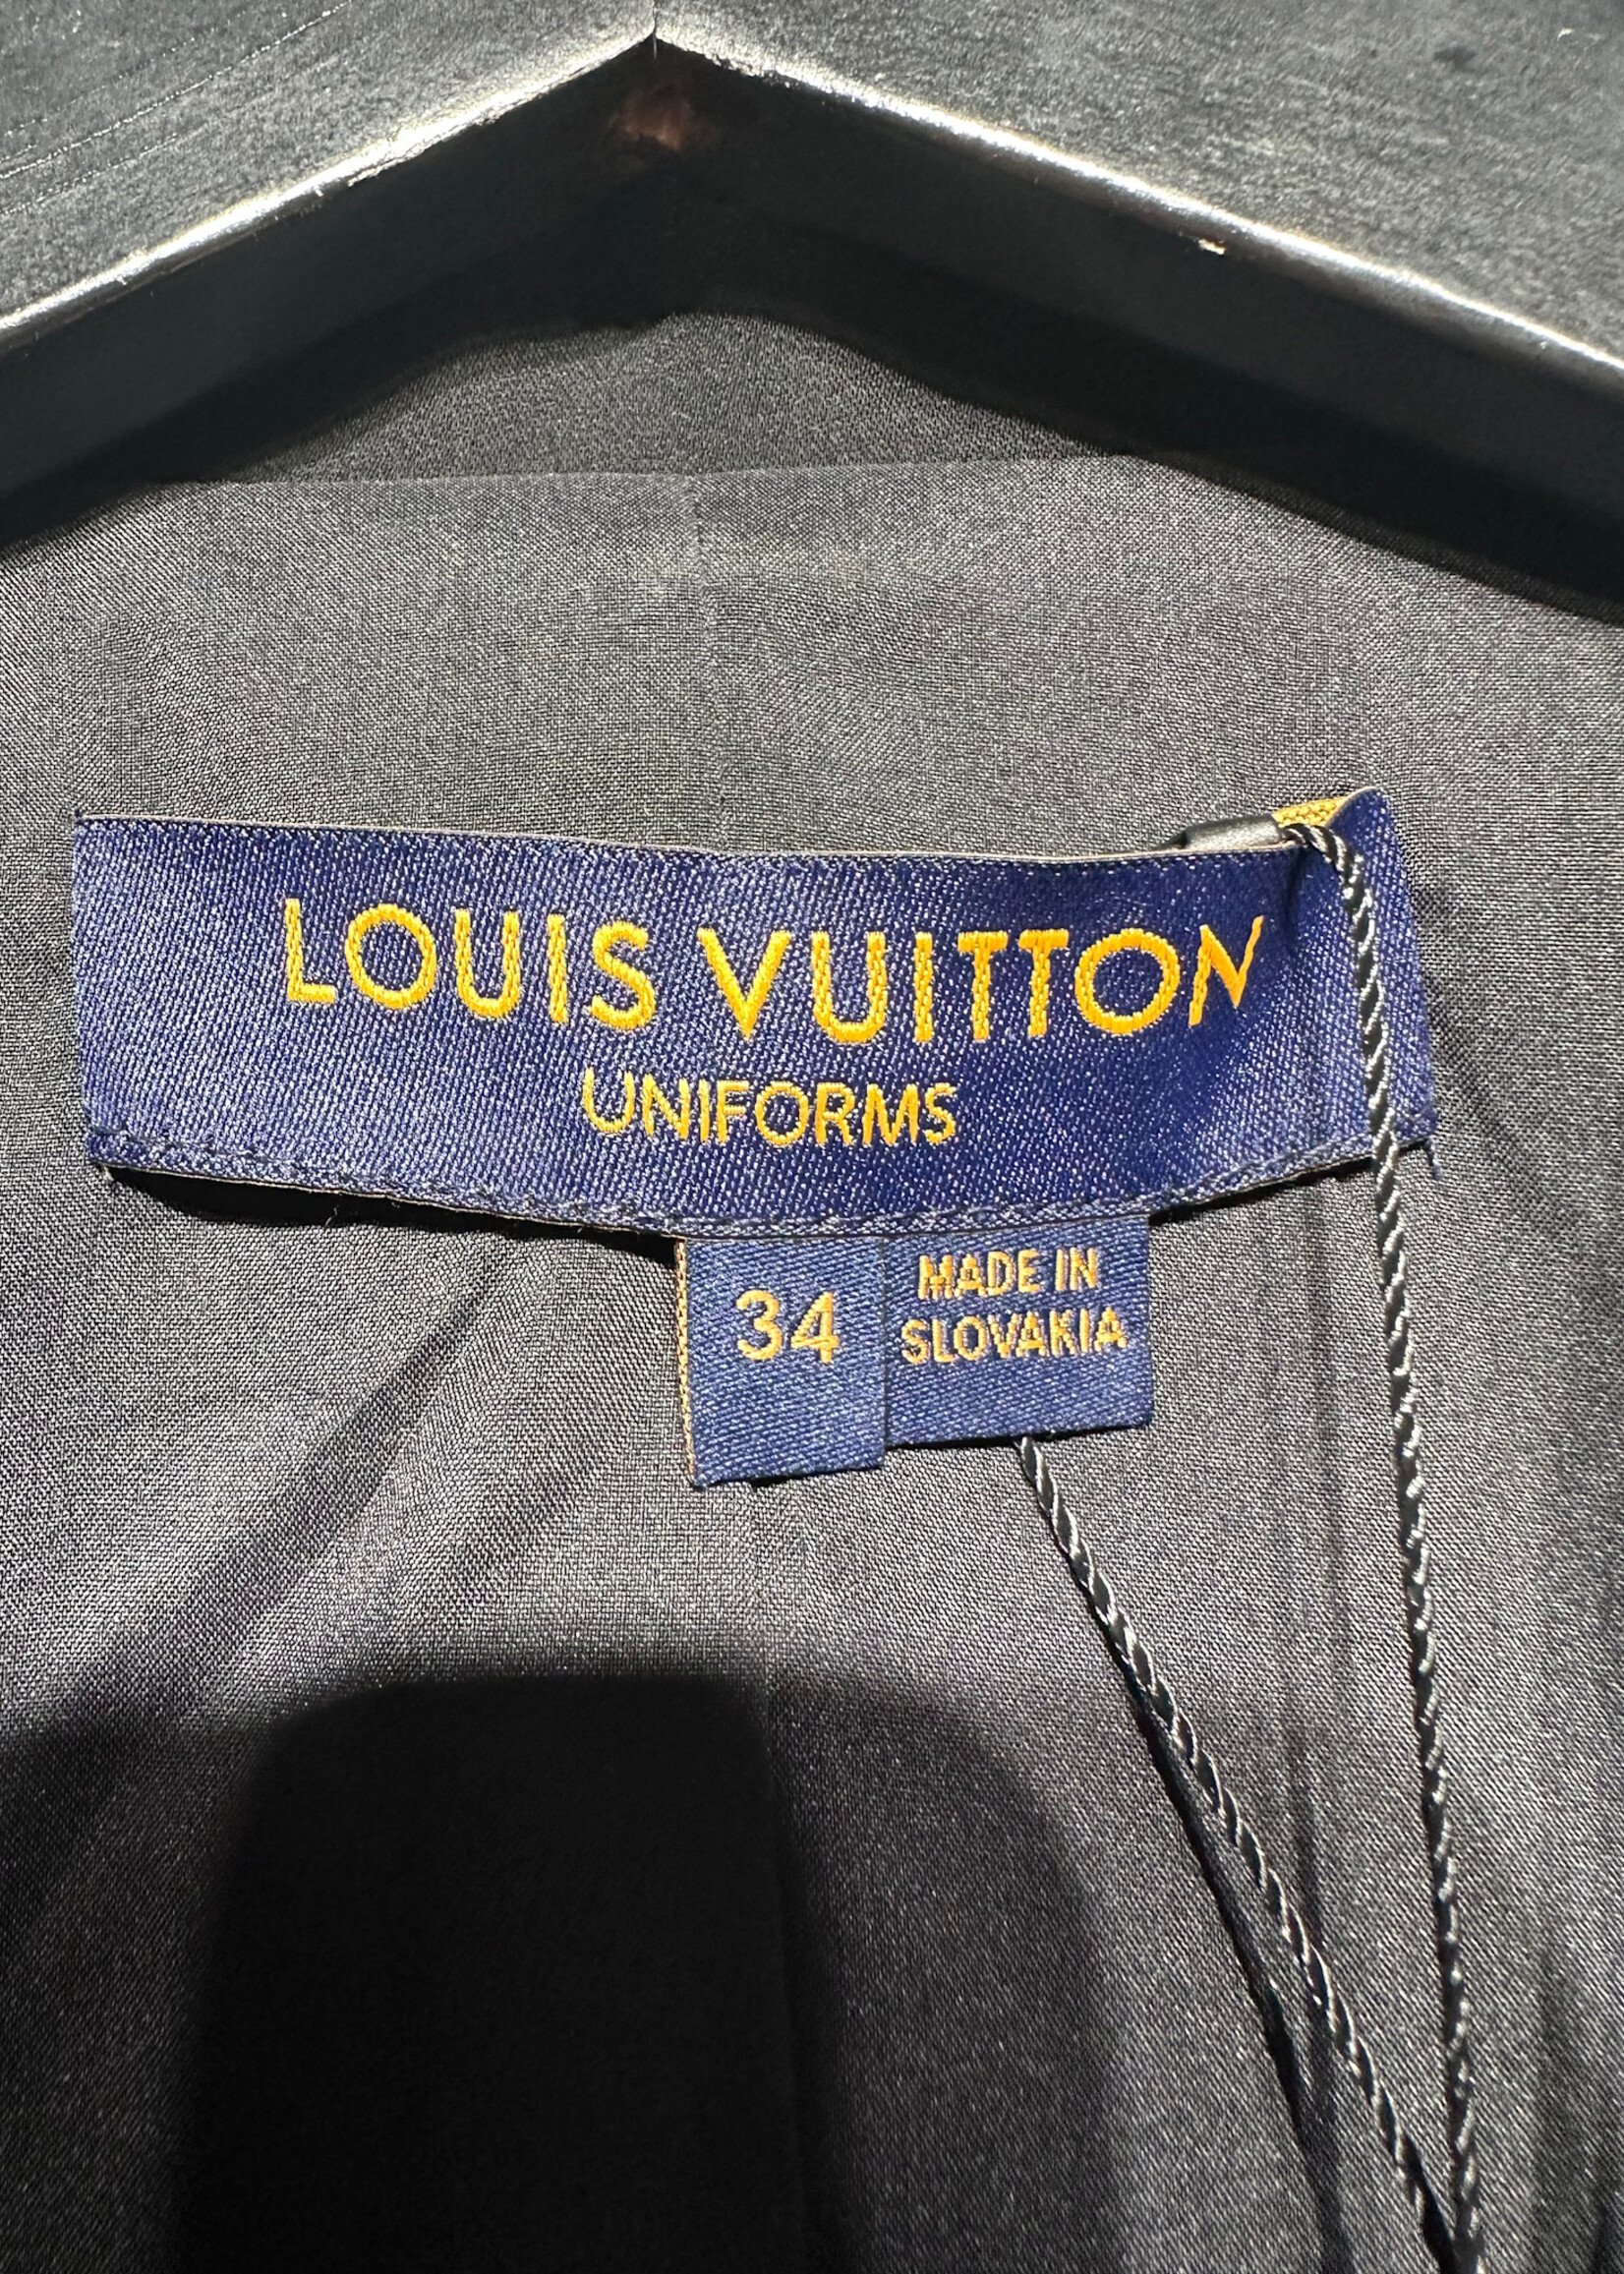 LOUIS VUITTON
UNIFORMS
34
MADE IN
SLOVAKIA